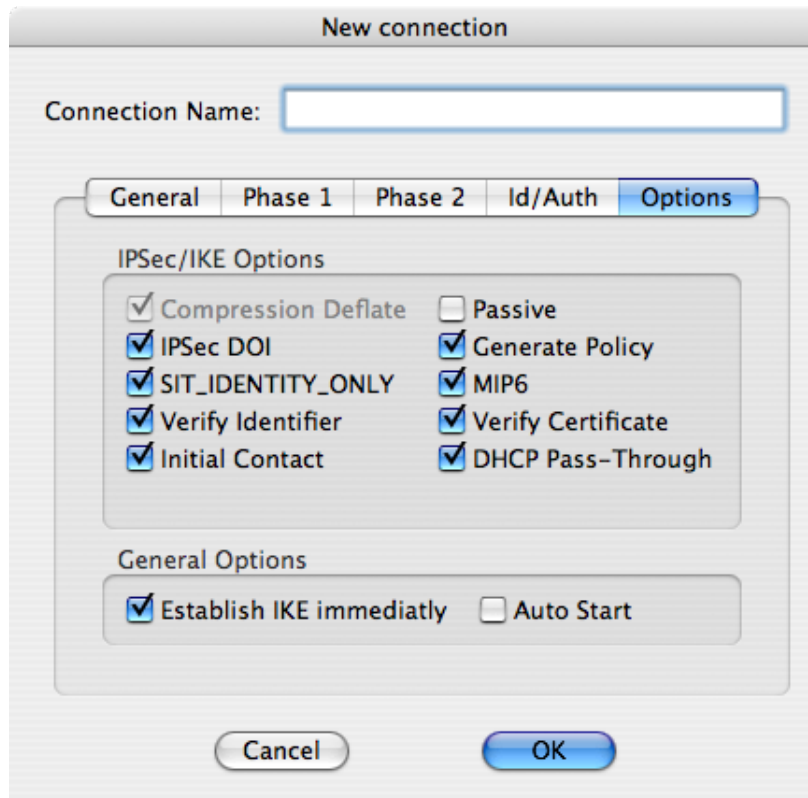 New connection
Connection Name:
General Phase 1 Phase 2 Id/Auth Options
IPSec/IKE Options
Compression Deflate Passive
IPSec DOI Generate Policy
SIT_IDENTITY_ONLY MIP6
Verify Identifier Verify Certificate
Initial Contact DHCP Pass-Through
General Options
Establish IKE immediatly Auto Start
Cancel OK